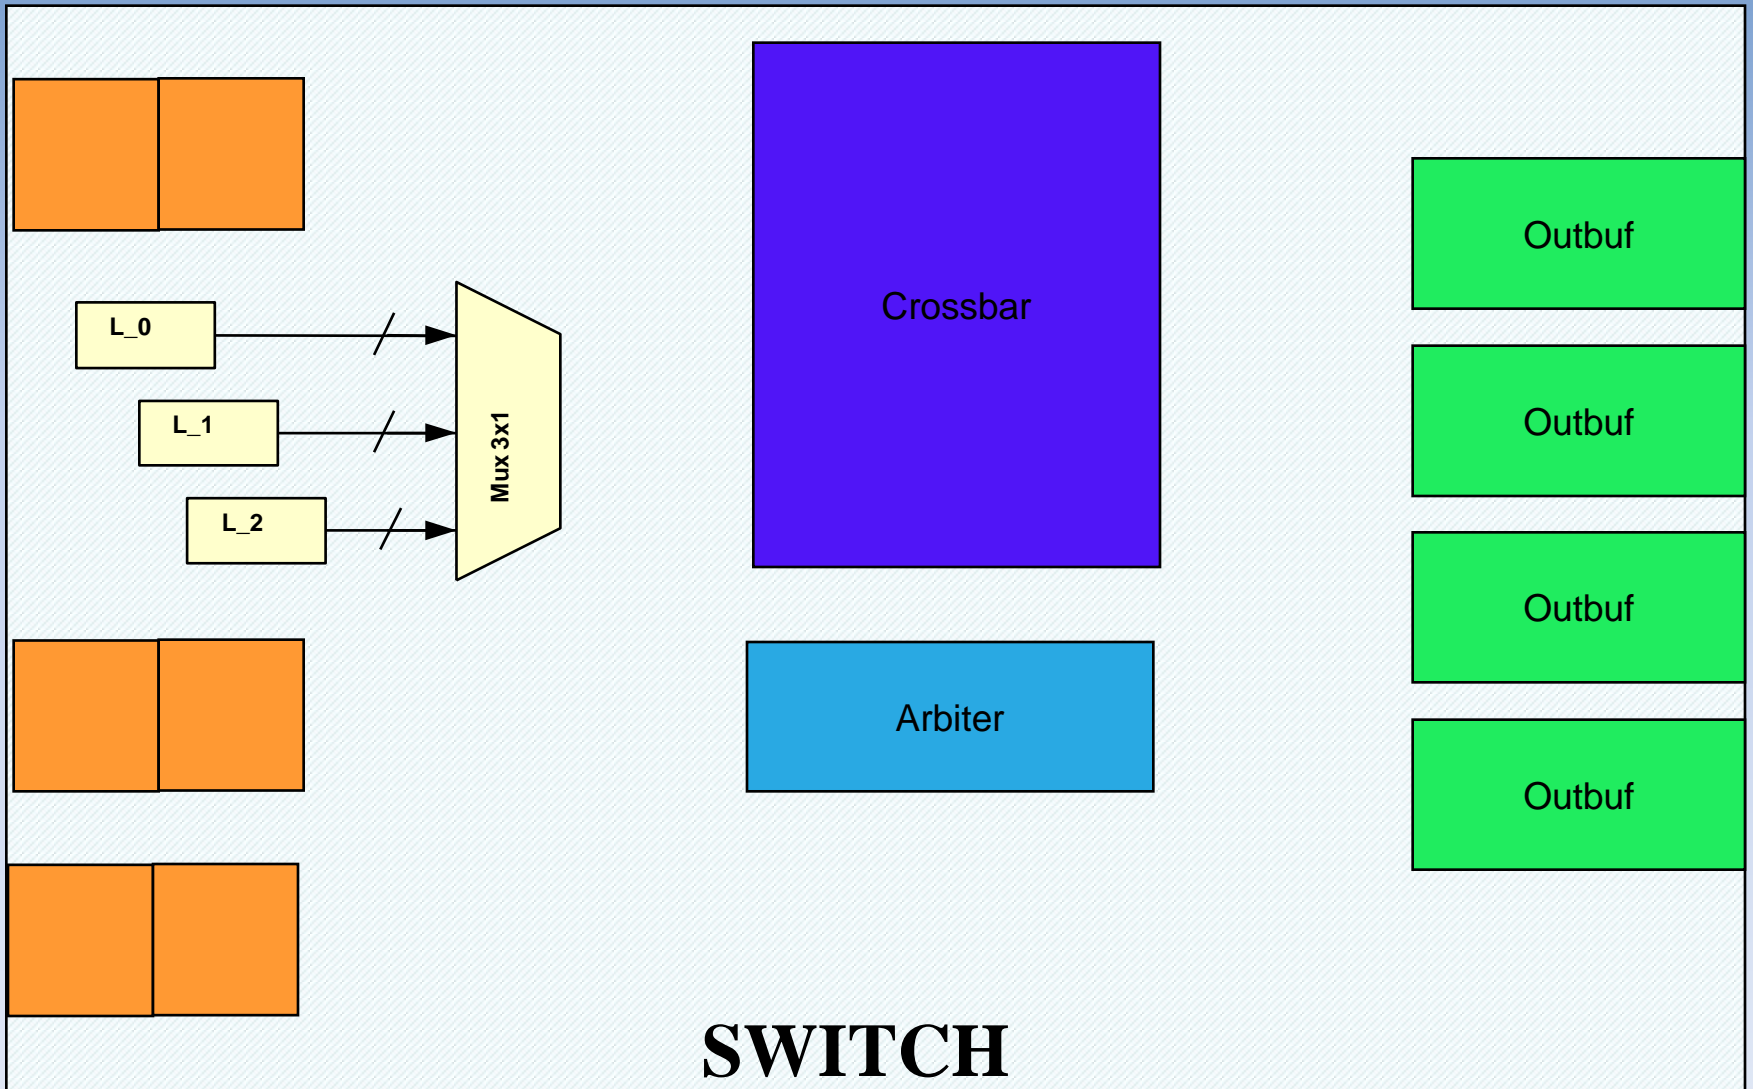 Outbuf
Crossbar
L_0
L_1
Outbuf
Mux 3x1
L_2
Outbuf
Arbiter
Outbuf
SWITCH